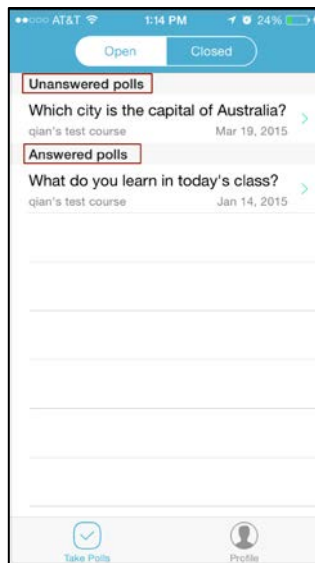 AT&T 1:14 PM 24%
Open Closed
Unanswered polls
Which city is the capital of Australia?
qian's test course Mar 19, 2015
Answered polls
What do you learn in today's class?
qian's test course Jan 14, 2015
Take Polls Profile